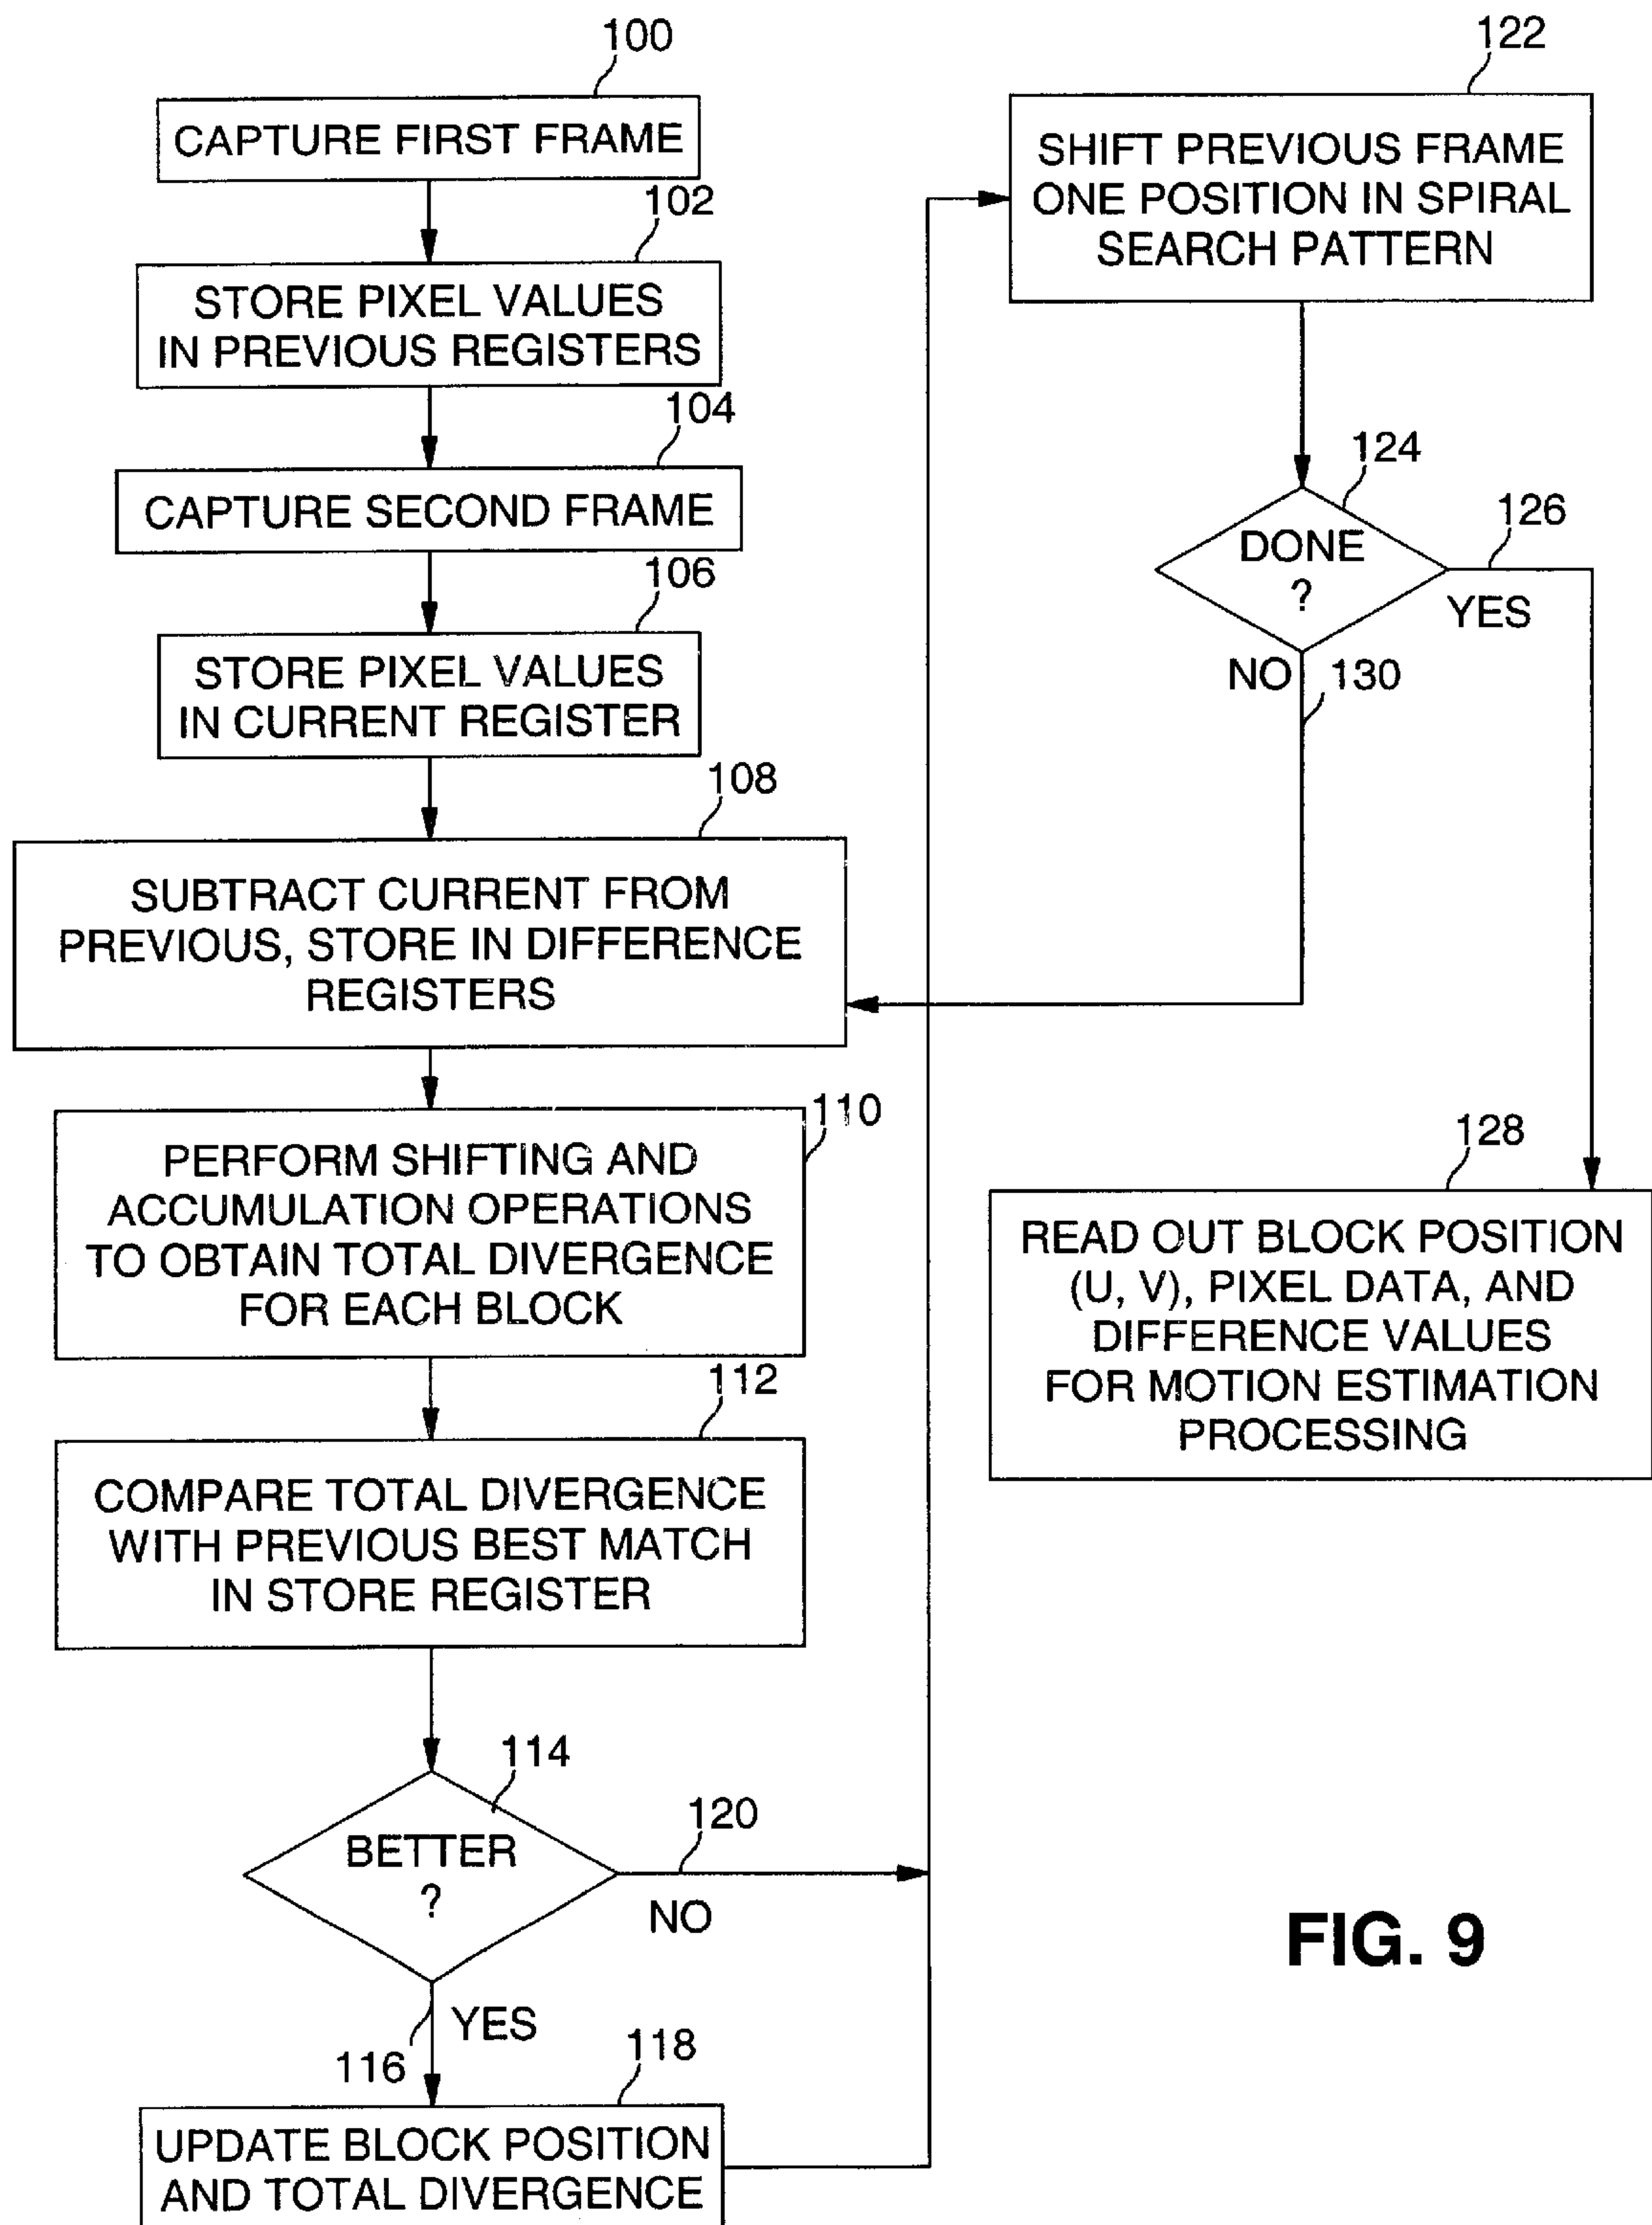 100
CAPTURE FIRST FRAME
102
STORE PIXEL VALUES
IN PREVIOUS REGISTERS
104
CAPTURE SECOND FRAME
106
STORE PIXEL VALUES
IN CURRENT REGISTER
108
SUBTRACT CURRENT FROM
PREVIOUS, STORE IN DIFFERENCE
REGISTERS
110
PERFORM SHIFTING AND
ACCUMULATION OPERATIONS
TO OBTAIN TOTAL DIVERGENCE
FOR EACH BLOCK
112
COMPARE TOTAL DIVERGENCE
WITH PREVIOUS BEST MATCH
IN STORE REGISTER
114
BETTER
?
120
NO
YES
116
118
UPDATE BLOCK POSITION
AND TOTAL DIVERGENCE
122
SHIFT PREVIOUS FRAME
ONE POSITION IN SPIRAL
SEARCH PATTERN
124
DONE
?
126
YES
NO
130
128
READ OUT BLOCK POSITION
(U, V), PIXEL DATA, AND
DIFFERENCE VALUES
FOR MOTION ESTIMATION
PROCESSING
FIG. 9